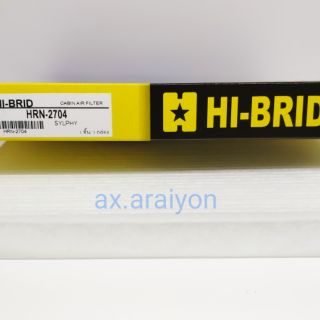 HI-BRID CABIN AIR FILTER
HRN-2704
SYLPHY
HRN-2704
HI-BRID
ax.araiyon